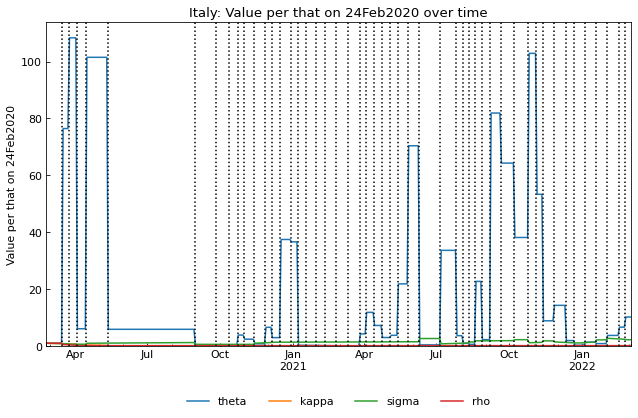 Italy: Value per that on 24Feb2020 over time
Value per that on 24Feb2020
100
80
60
40
20
0
Apr Jul Oct Jan Apr Jul Oct Jan
2021 2022
theta kappa sigma rho